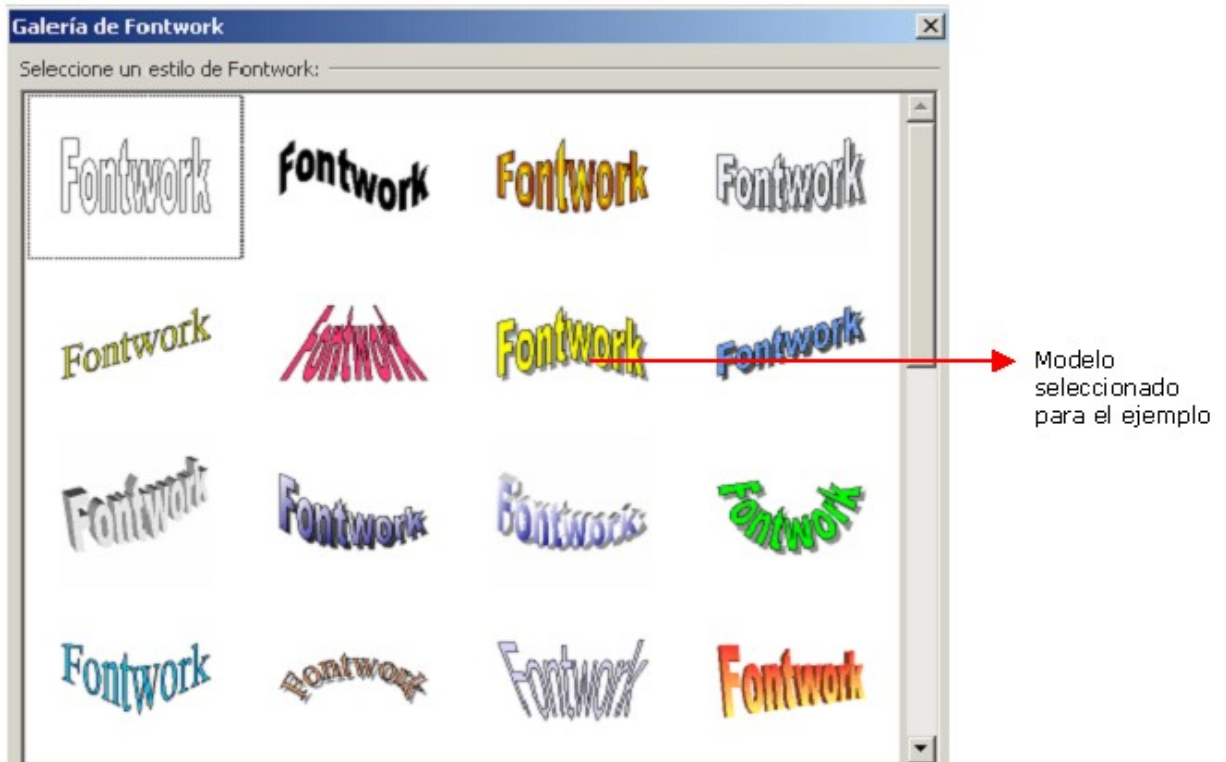 Galería de Fontwork
Seleccione un estilo de Fontwork:
Fontwork Fontwork Fontwork Fontwork
Fontwork Fontwork Fontwork Fontwork
Modelo
seleccionado
para el ejemplo
Fontwork Fontwork Fontwork Fontwork
Fontwork Fontwork Fontwork Fontwork